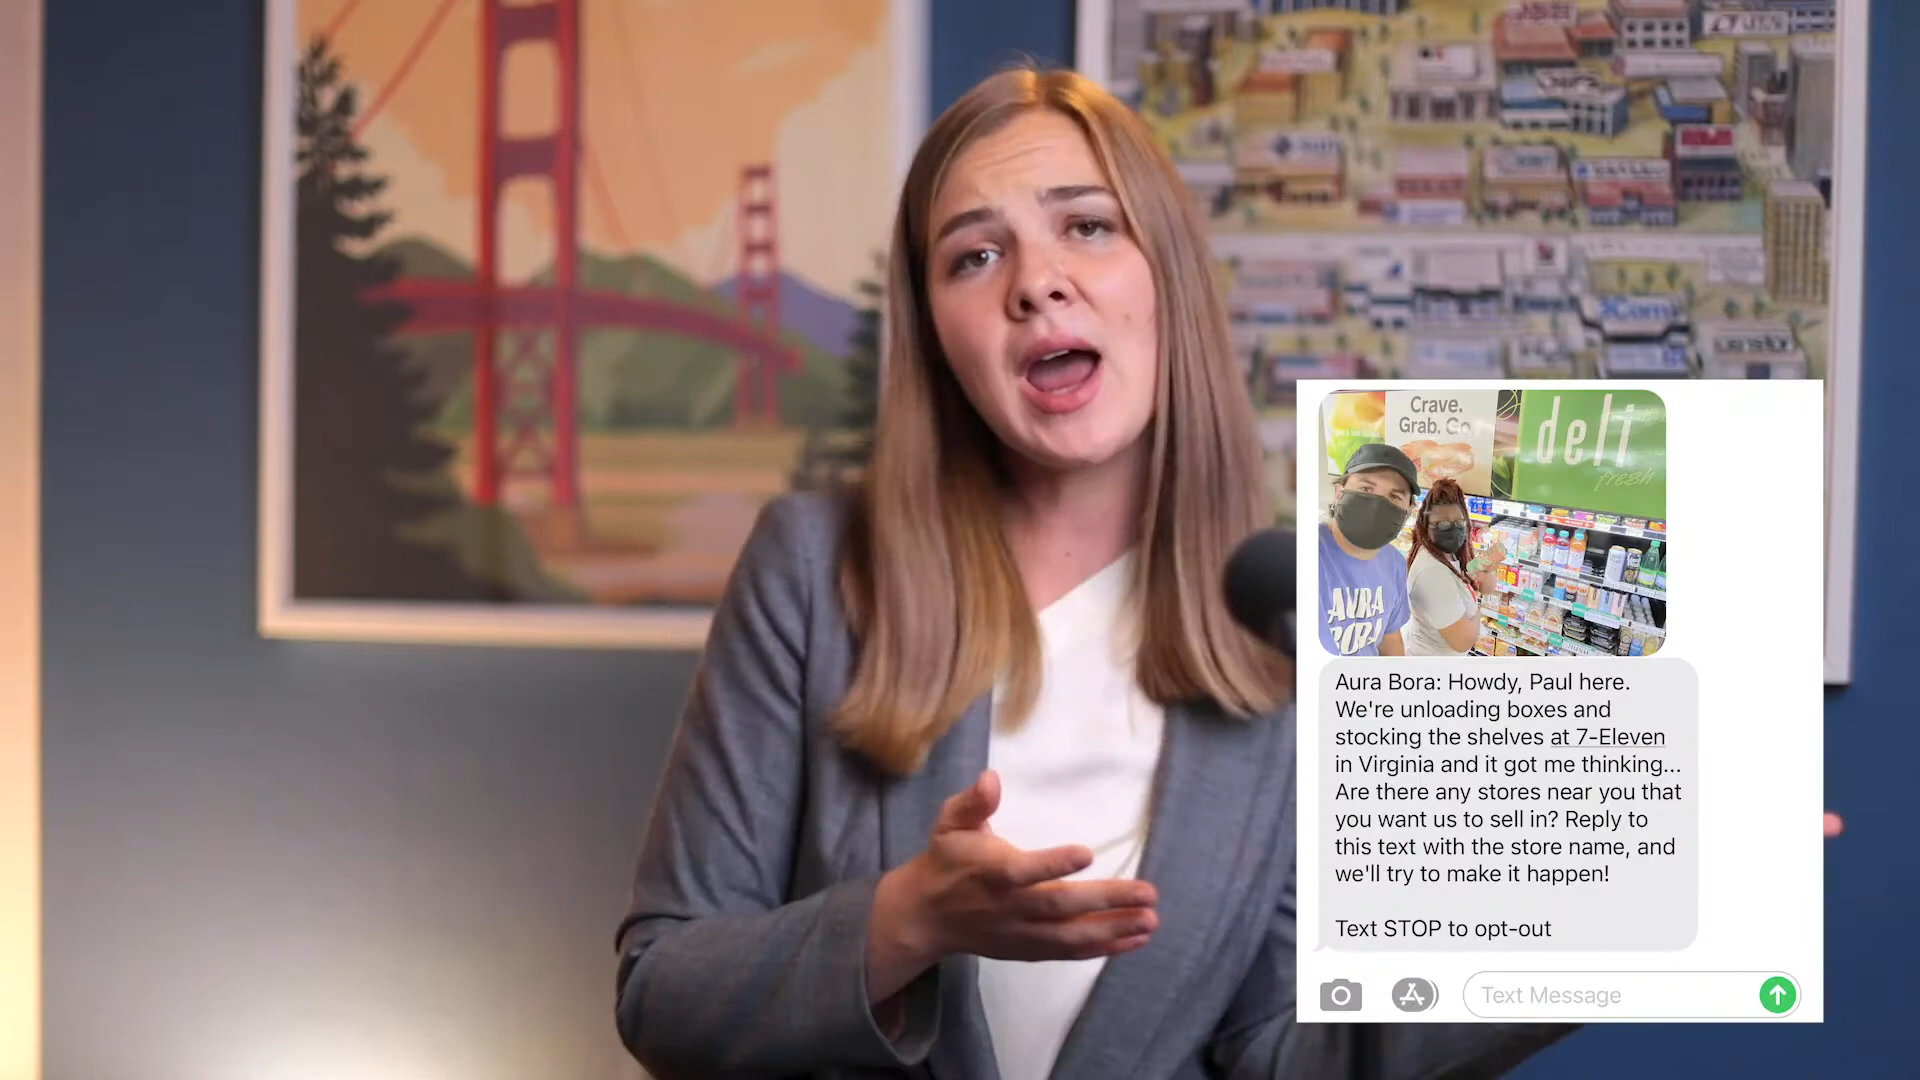 3Com
Crave.
Grab. Go.
deli
fresh
AURA
BORA
Aura Bora: Howdy, Paul here.
We're unloading boxes and
stocking the shelves at 7-Eleven
in Virginia and it got me thinking...
Are there any stores near you that
you want us to sell in? Reply to
this text with the store name, and
we'll try to make it happen!
Text STOP to opt-out
Text Message